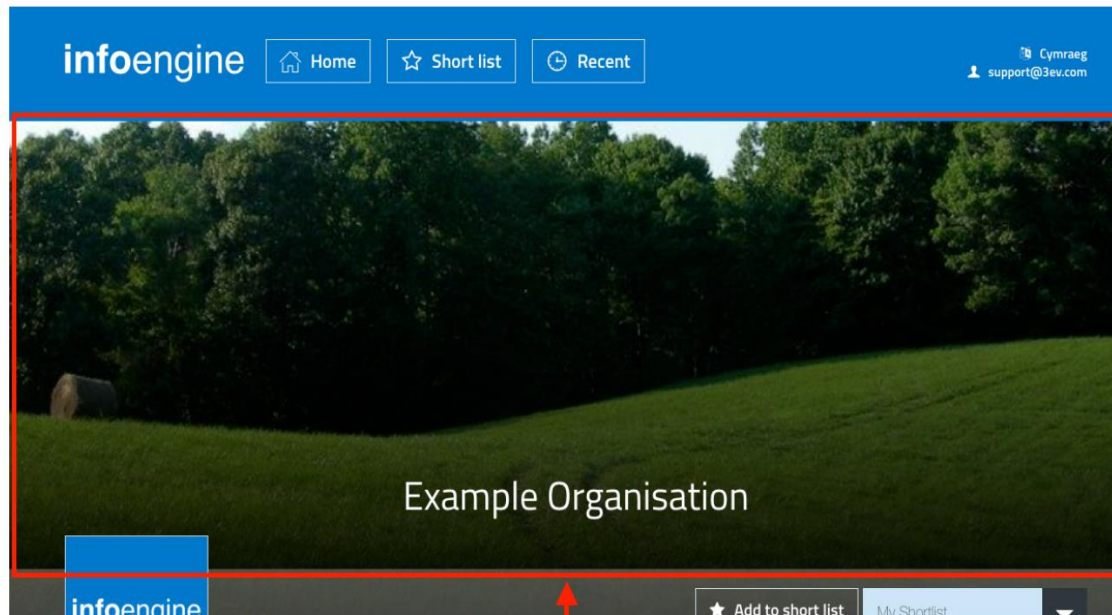 infoengine
Home
Short list
Recent
Cymraeg
support@3ev.com
Example Organisation
infoengine
Add to short list
My Shortlist